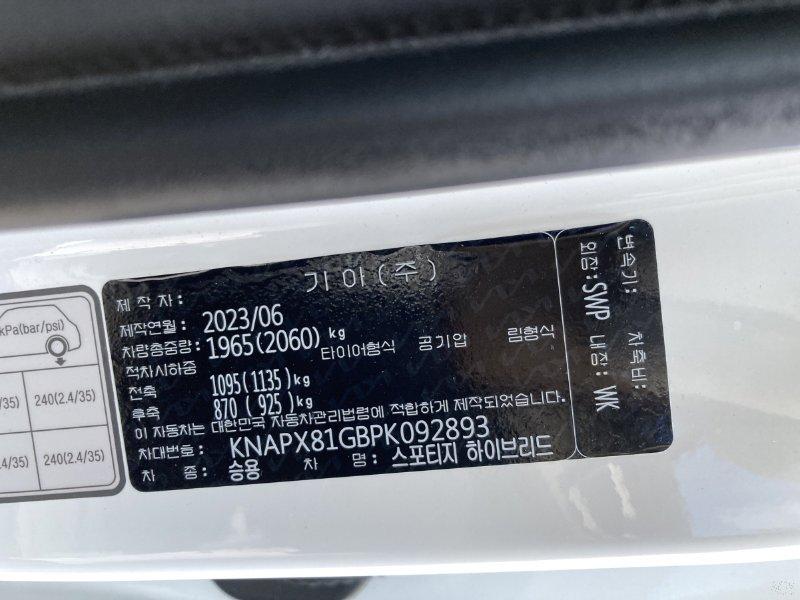 kPa(bar/psi)
/35) 240(2.4/35)
.4/35) 240(2.4/35)
제작자: 기아(주)
제작연월: 2023/06
차량총중량: 1965(2060) kg
적차시하중 타이어형식 공기압 림형식
전축 1095(1135)kg
후축 870 ( 925)kg
이 자동차는 대한민국 자동차관리법령에 적합하게 제작되었습니다.
차대번호: KNAPX81GBPK092893
차 종: 승용 차 명: 스포티지 하이브리드
변속기: 차축비:
외장:SWP 내장:WK